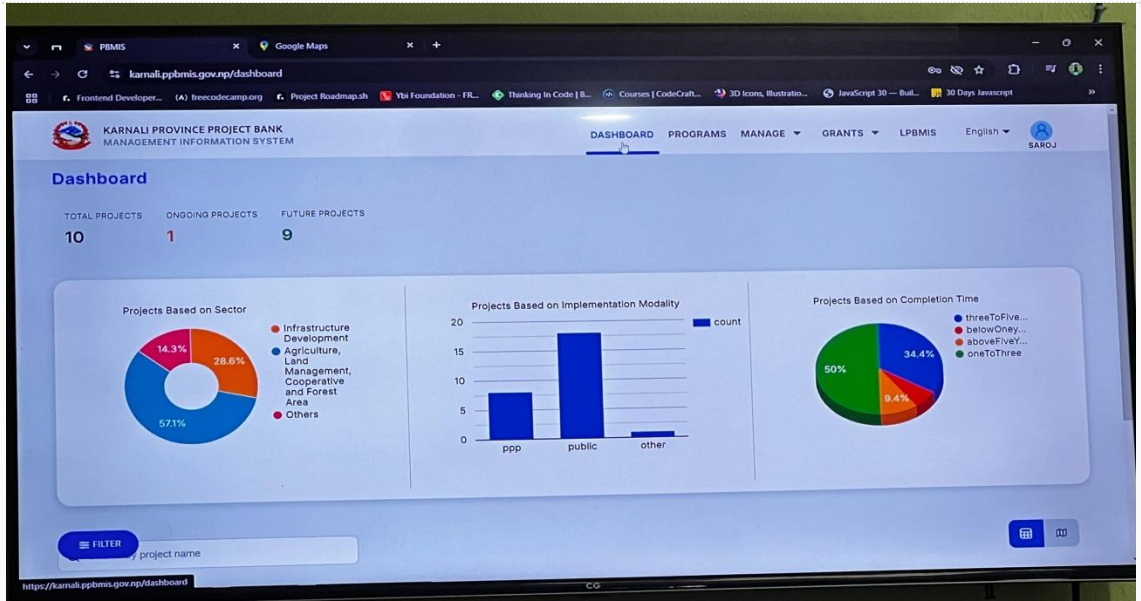 PBMIS
Google Maps
karnali.ppbmis.gov.np/dashboard
Frontend Developer...
(A) freecodecamp.org
Project Roadmap.sh
Ybi Foundation - FR...
Thinking In Code | B...
Courses | CodeCraft...
3D Icons, Illustratio...
JavaScript 30 — Buil...
30 Days Javascript
KARNALI PROVINCE PROJECT BANK
MANAGEMENT INFORMATION SYSTEM
DASHBOARD
PROGRAMS
MANAGE
GRANTS
LPBMIS
English
SAROJ
Dashboard
TOTAL PROJECTS
ONGOING PROJECTS
FUTURE PROJECTS
10
1
9
Projects Based on Sector
14.3%
28.6%
57.1%
Infrastructure
Development
Agriculture,
Land
Management,
Cooperative
and Forest
Area
Others
Projects Based on Implementation Modality
count
20
15
10
5
0
ppp
public
other
Projects Based on Completion Time
34.4%
50%
9.4%
threeToFive...
belowOney...
aboveFiveY...
oneToThree
FILTER
project name
https://karnali.ppbmis.gov.np/dashboard
CG